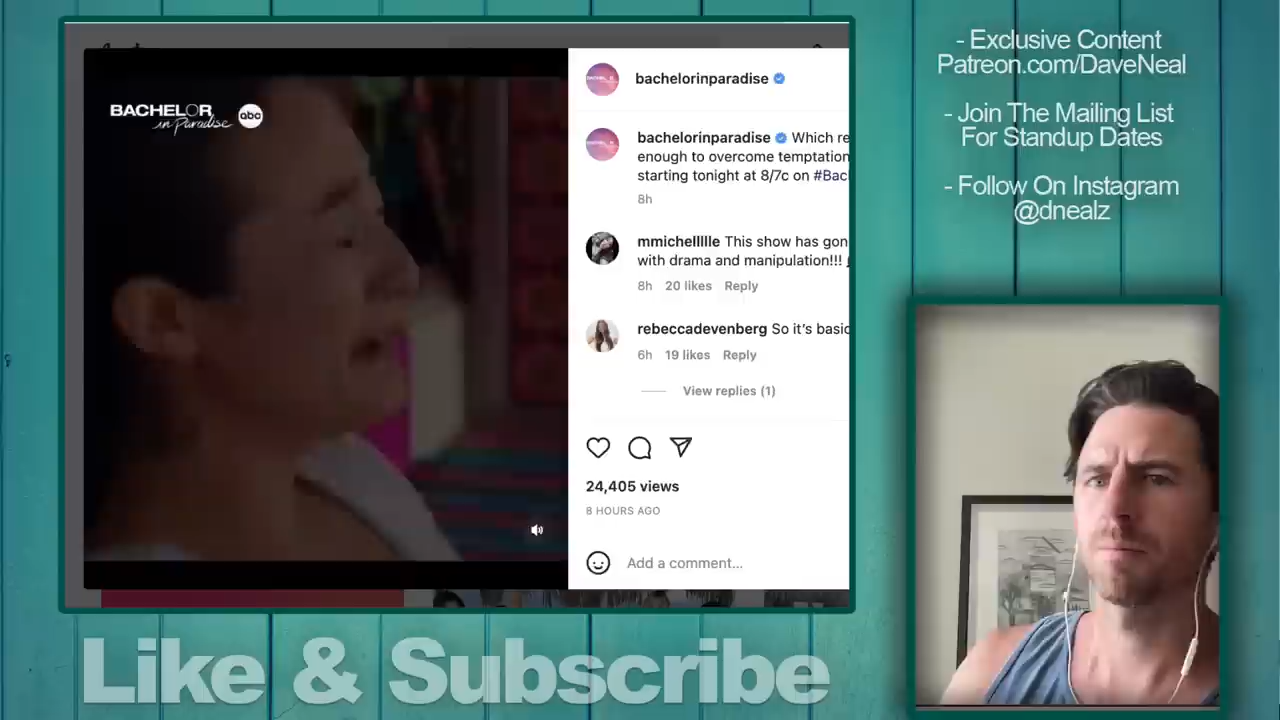 BACHELOR
in Paradise
abc
bachelorinparadise
bachelorinparadise Which re
enough to overcome temptation
starting tonight at 8/7c on #Bac
8h
mmichellllle This show has gon
with drama and manipulation!!!
8h 20 likes Reply
rebeccadevenberg So it's basic
6h 19 likes Reply
View replies (1)
24,405 views
8 HOURS AGO
Add a comment...
- Exclusive Content
Patreon.com/DaveNeal
- Join The Mailing List
For Standup Dates
- Follow On Instagram
@dnealz
Like & Subscribe